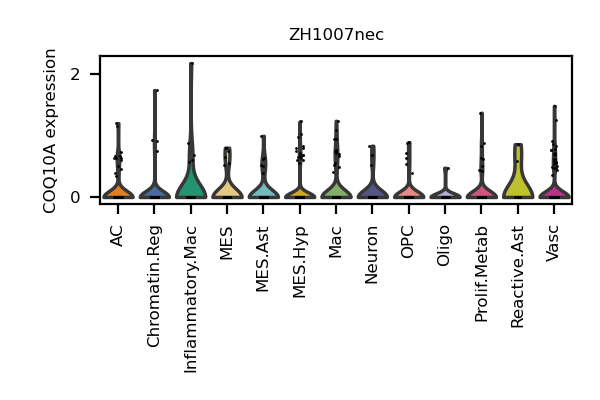 ZH1007nec
COQ10A expression
2
0
AC
Chromatin.Reg
Inflammatory.Mac
MES
MES.Ast
MES.Hyp
Mac
Neuron
OPC
Oligo
Prolif.Metab
Reactive.Ast
Vasc